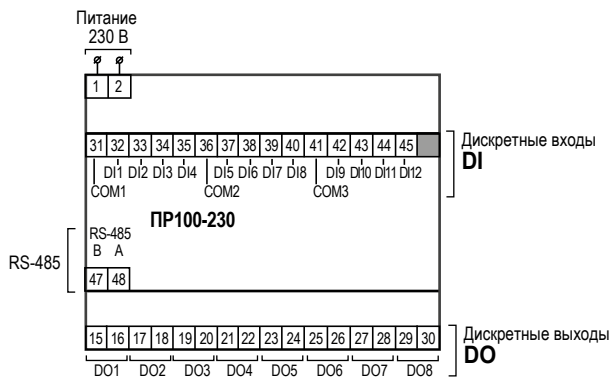 Питание
230 В
1 2
31 32 33 34 35 36 37 38 39 40 41 42 43 44 45
Дискретные входы
DI
DI1 DI2 DI3 DI4 DI5 DI6 DI7 DI8 DI9 DI10 DI11 DI12
COM1 COM2 COM3
ПР100-230
RS-485
B A
RS-485
47 48
15 16 17 18 19 20 21 22 23 24 25 26 27 28 29 30
Дискретные выходы
DO
DO1 DO2 DO3 DO4 DO5 DO6 DO7 DO8